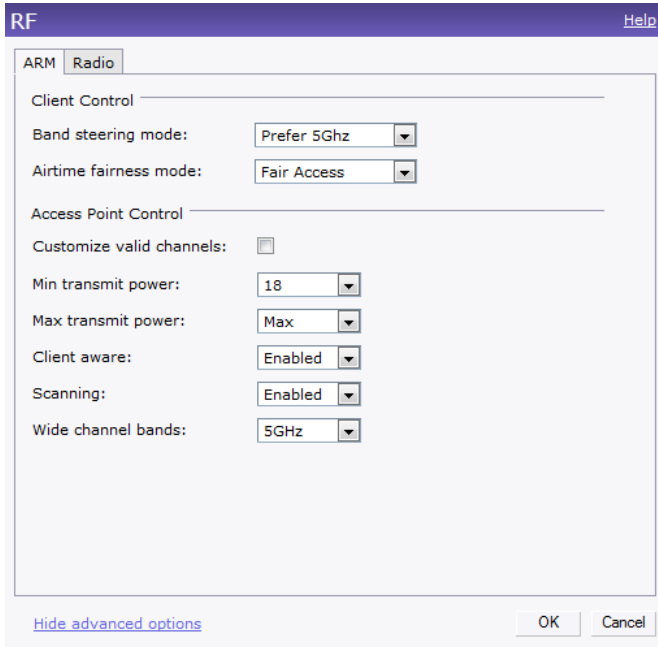 RF Help
ARM Radio
Client Control
Band steering mode: Prefer 5Ghz
Airtime fairness mode: Fair Access
Access Point Control
Customize valid channels:
Min transmit power: 18
Max transmit power: Max
Client aware: Enabled
Scanning: Enabled
Wide channel bands: 5GHz
Hide advanced options OK Cancel